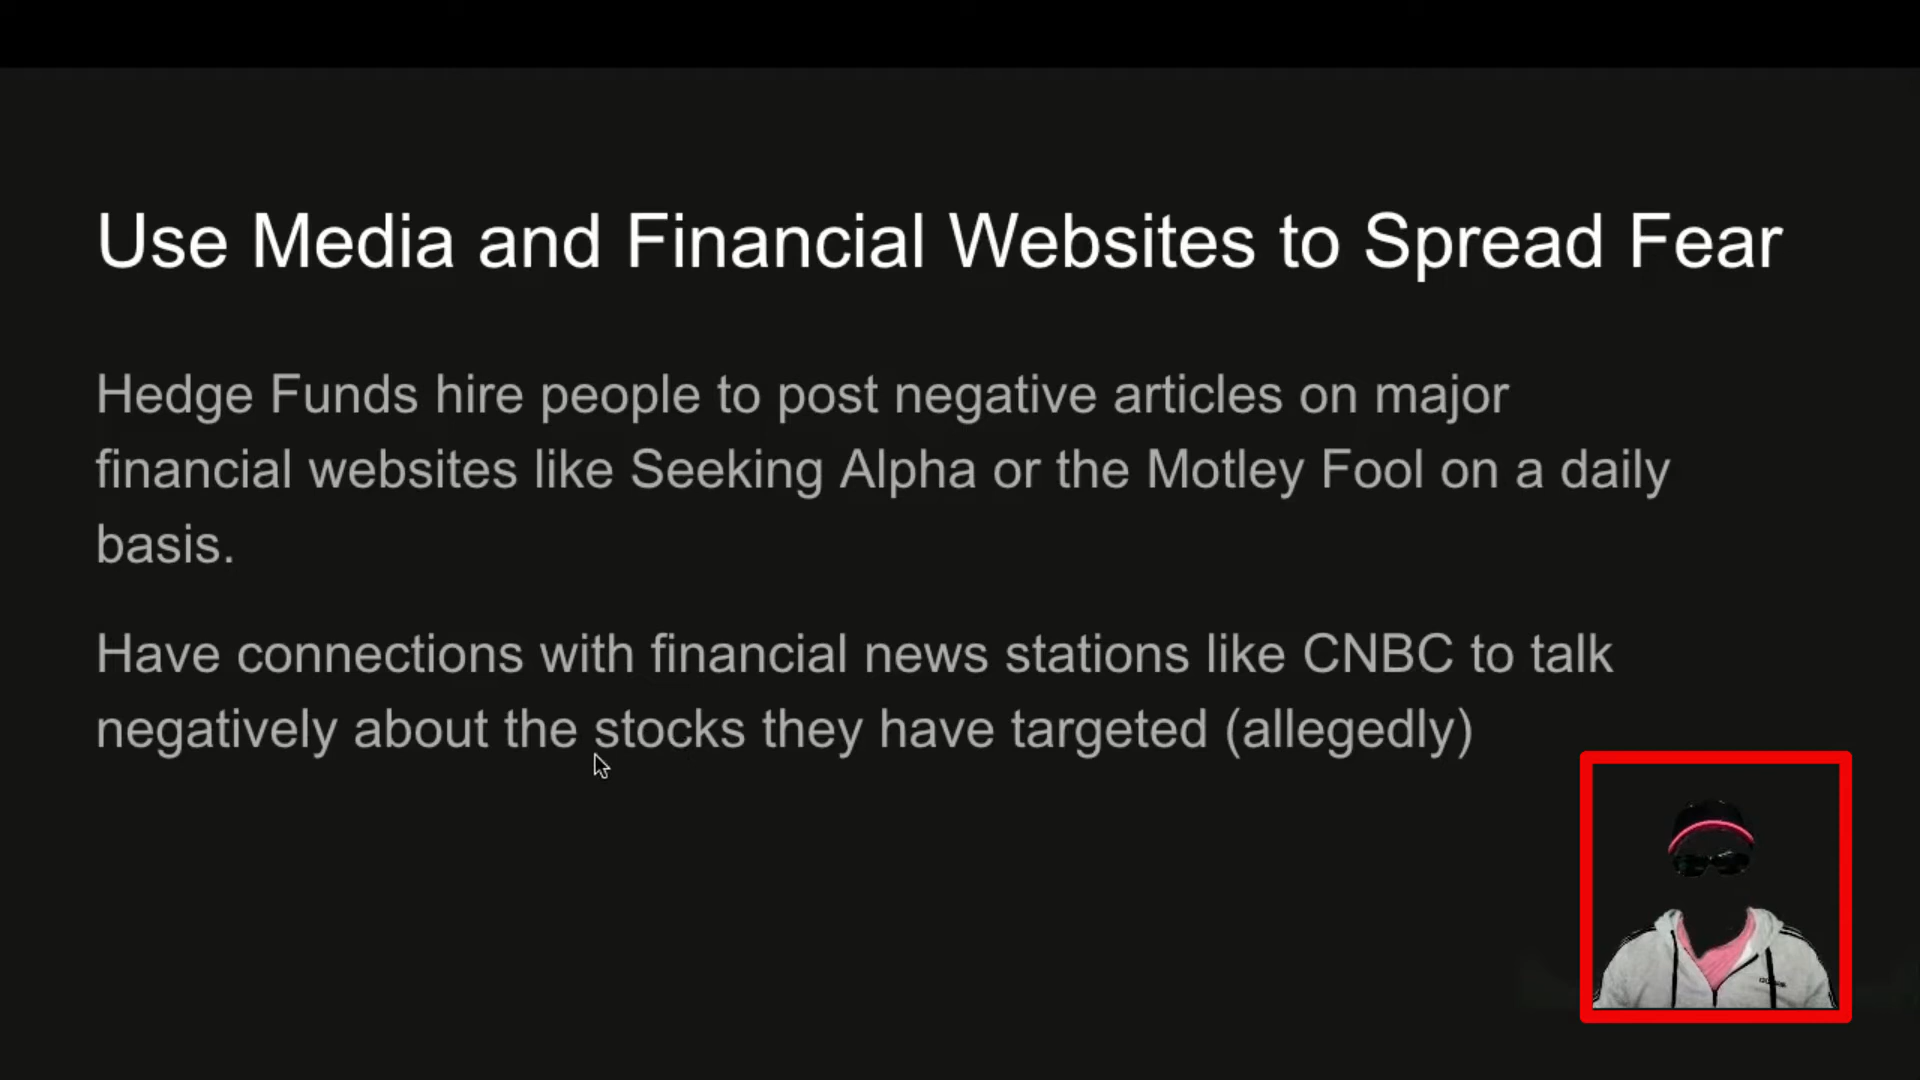 Use Media and Financial Websites to Spread Fear
Hedge Funds hire people to post negative articles on major
financial websites like Seeking Alpha or the Motley Fool on a daily
basis.
Have connections with financial news stations like CNBC to talk
negatively about the stocks they have targeted (allegedly)